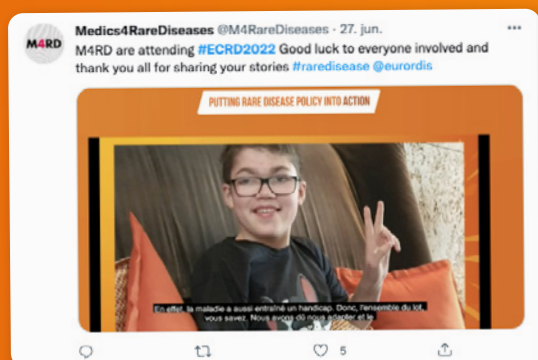 M4RD
Medics4RareDiseases @M4RareDiseases · 27. jun.
M4RD are attending #ECRD2022 Good luck to everyone involved and
thank you all for sharing your stories #raredisease @eurordis
PUTTING RARE DISEASE POLICY INTO ACTION
En effet, la maladie a aussi entraîné un handicap. Donc, l'ensemble du lot,
vous savez. Nous avons dû nous adapter et le
5